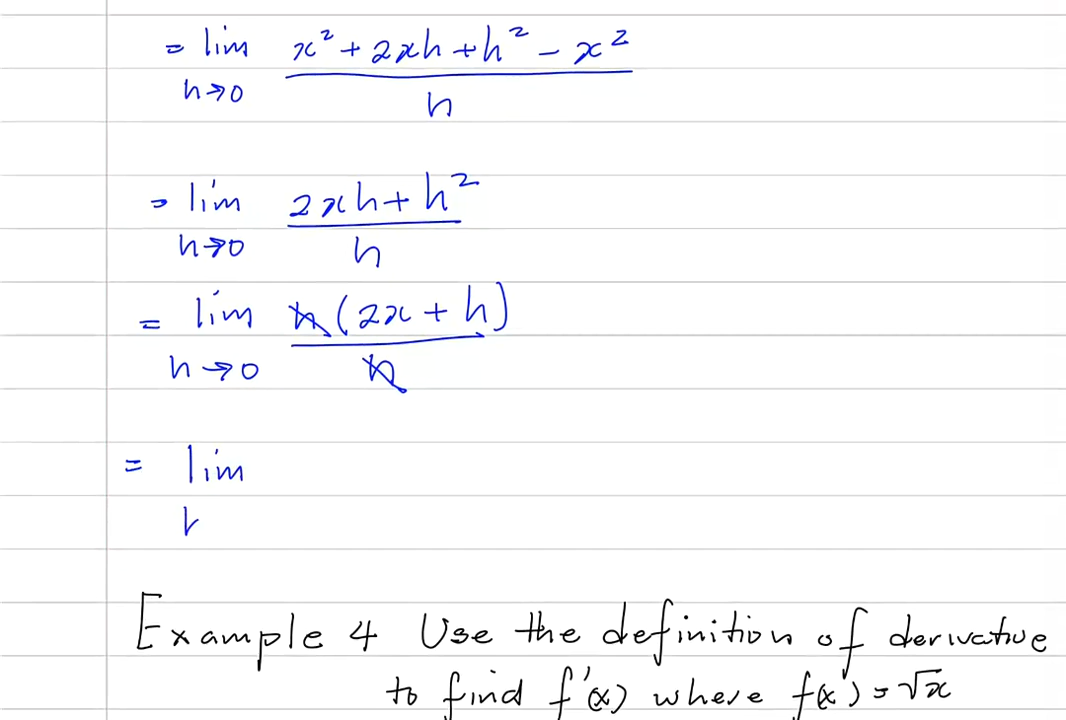 = lim x² + 2xh + h² - x²
h→0 h
= lim 2xh + h²
h→0 h
= lim h(2x + h)
h→0 h
= lim
h
Example 4 Use the definition of derivative
to find f'(x) where f(x) = √x